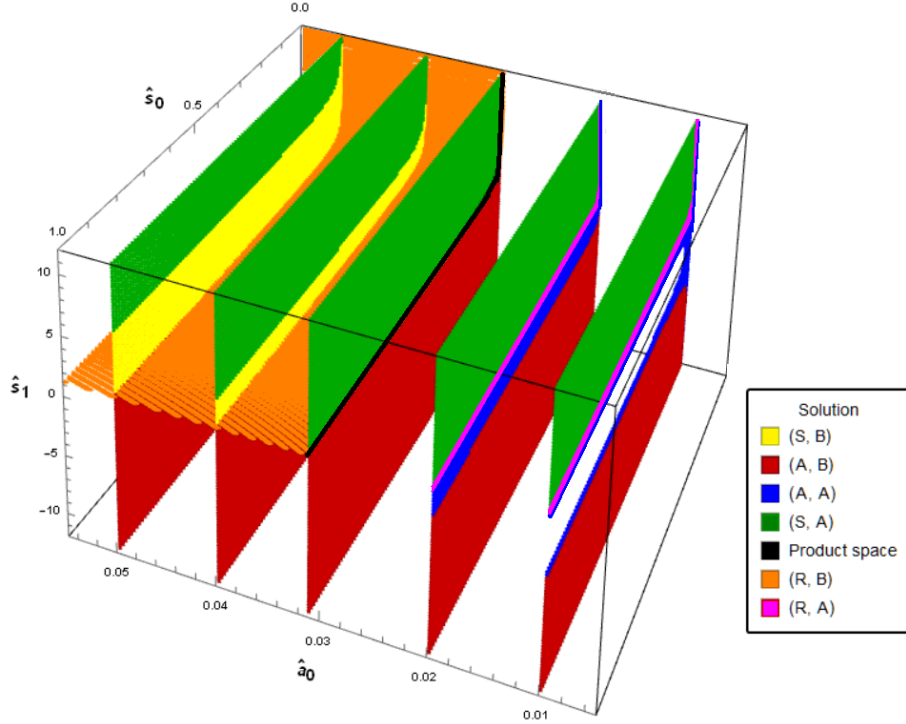 0.0
ŝ0
0.5
1.0
10
5
ŝ1
0
−5
−10
0.05
0.04
0.03
â0
0.02
0.01
Solution
(S, B)
(A, B)
(A, A)
(S, A)
Product space
(R, B)
(R, A)